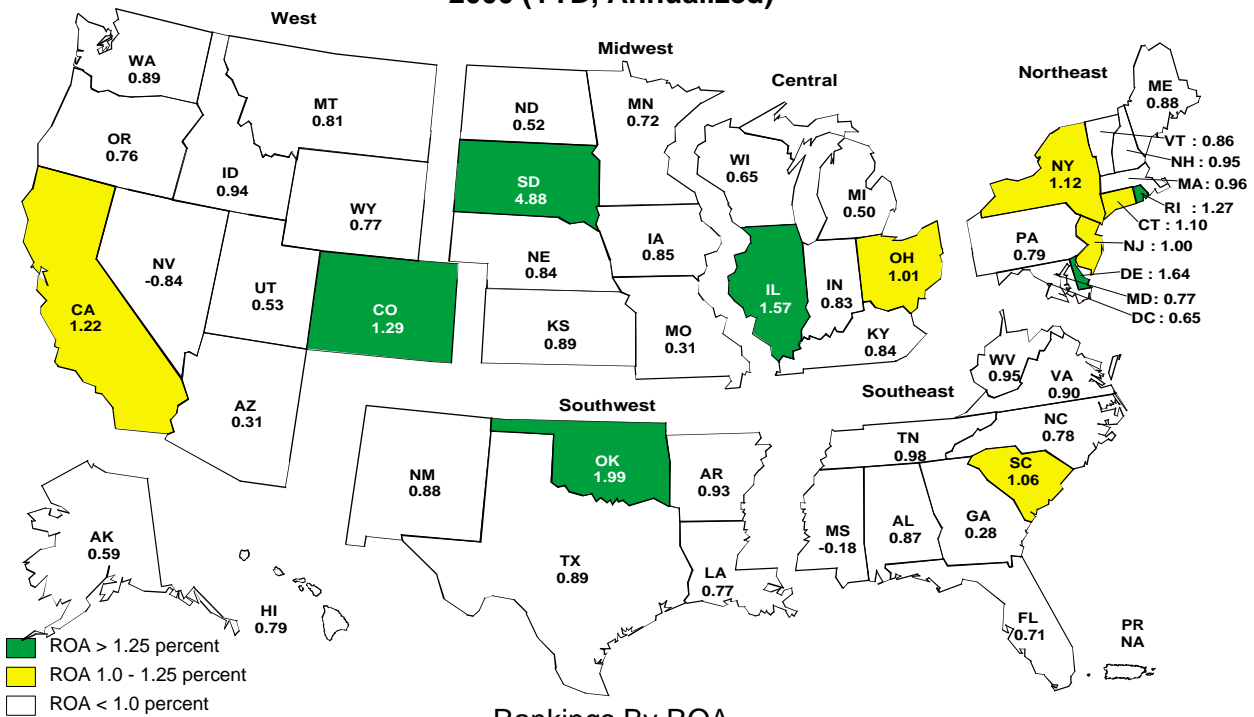 2006 (YTD, Annualized)
West
Midwest
Central
Northeast
WA
0.89
MT
0.81
OR
0.76
ID
0.94
WY
0.77
NV
-0.84
UT
0.53
CO
1.29
CA
1.22
AZ
0.31
AK
0.59
HI
0.79
ND
0.52
MN
0.72
SD
4.88
NE
0.84
IA
0.85
KS
0.89
MO
0.31
WI
0.65
MI
0.50
IL
1.57
IN
0.83
OH
1.01
KY
0.84
ME
0.88
NY
1.12
VT : 0.86
NH : 0.95
MA: 0.96
RI : 1.27
CT : 1.10
NJ : 1.00
PA
0.79
DE : 1.64
MD: 0.77
DC : 0.65
Southwest
NM
0.88
OK
1.99
AR
0.93
TX
0.89
LA
0.77
Southeast
WV
0.95
VA
0.90
NC
0.78
TN
0.98
SC
1.06
MS
-0.18
AL
0.87
GA
0.28
FL
0.71
PR
NA
ROA > 1.25 percent
ROA 1.0 - 1.25 percent
ROA < 1.0 percent
Rankings By ROA